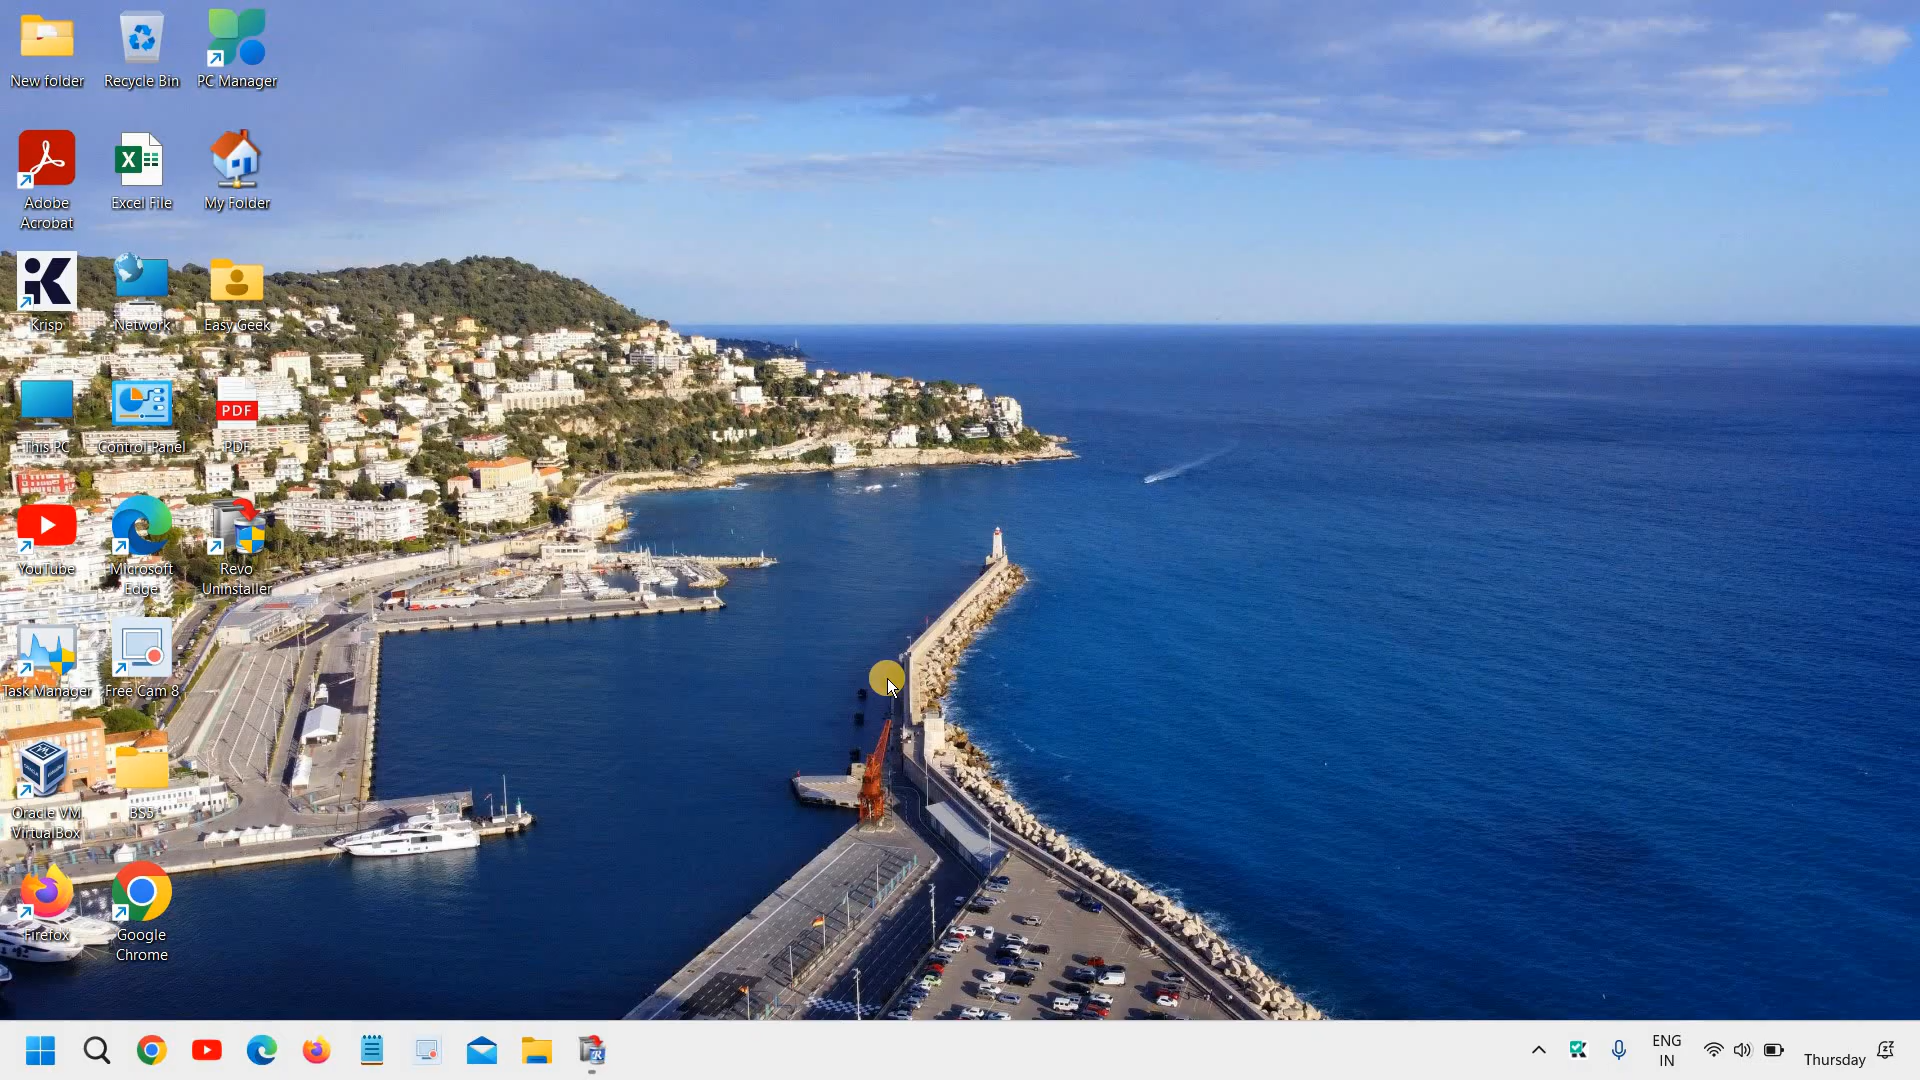 New folder
Recycle Bin
PC Manager
Adobe
Acrobat
Excel File
My Folder
Krisp
Network
Easy Geek
This PC
Control Panel
PDF
PDF
YouTube
Microsoft
Edge
Revo
Uninstaller
Task Manager
Free Cam 8
Oracle VM
VirtualBox
BS5
Firefox
Google
Chrome
ENG
IN
Thursday